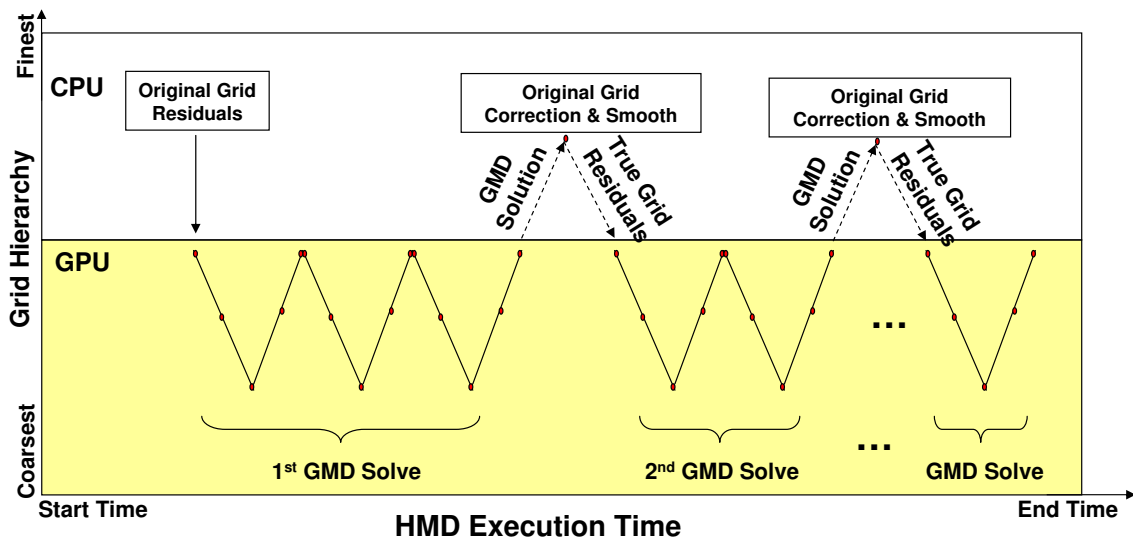 Finest
Grid Hierarchy
Coarsest
CPU
Original Grid
Residuals
Original Grid
Correction & Smooth
Original Grid
Correction & Smooth
GMD
Solution
True Grid
Residuals
GMD
Solution
True Grid
Residuals
GPU
...
...
1st GMD Solve
2nd GMD Solve
GMD Solve
Start Time
HMD Execution Time
End Time